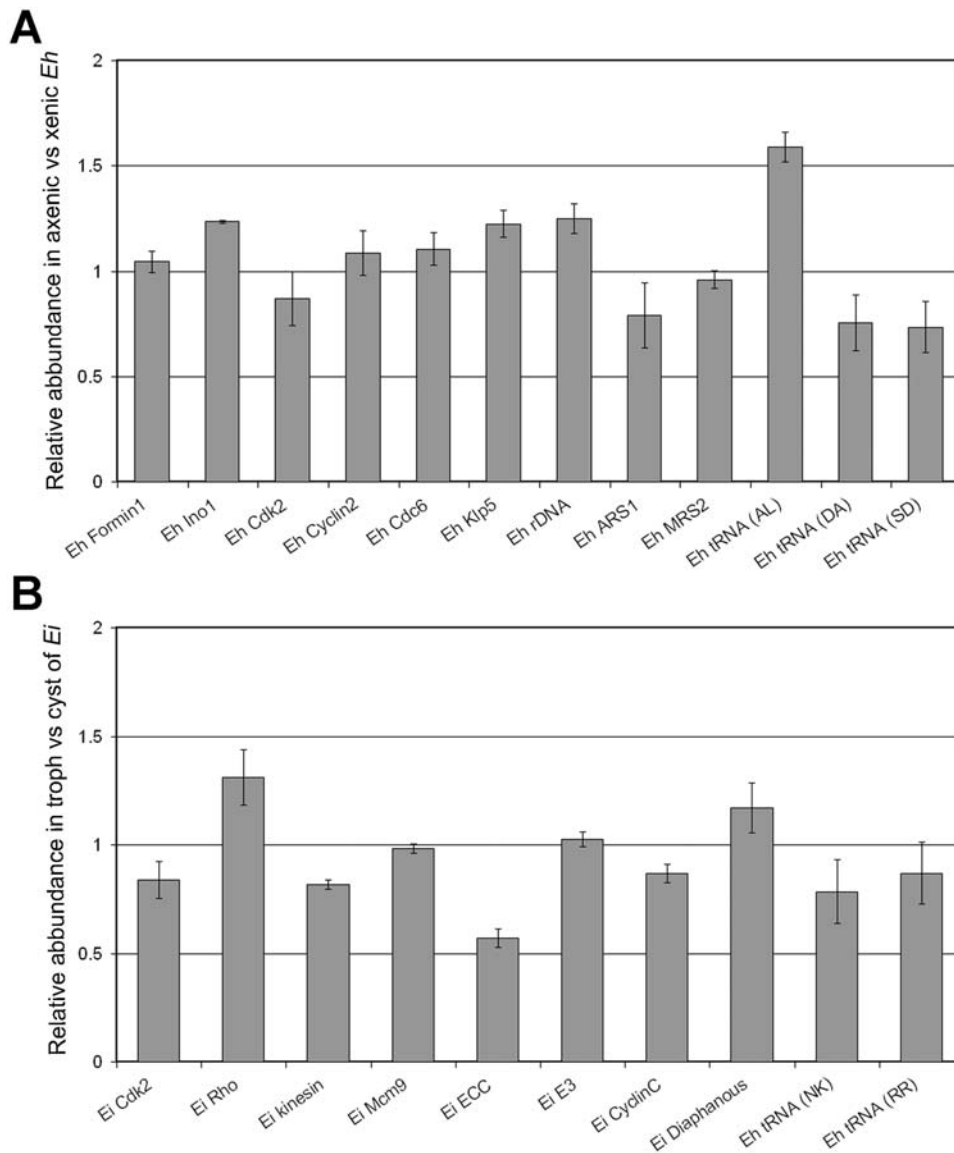 A
Relative abbundance in axenic vs xenic Eh
2
1.5
1
0.5
0
Eh Formin1
Eh Ino1
Eh Cdk2
Eh Cyclin2
Eh Cdc6
Eh Klp5
Eh rDNA
Eh ARS1
Eh MRS2
Eh tRNA (AL)
Eh tRNA (DA)
Eh tRNA (SD)
B
Relative abbundance in troph vs cyst of Ei
2
1.5
1
0.5
0
Ei Cdk2
Ei Rho
Ei kinesin
Ei Mcm9
Ei ECC
Ei E3
Ei CyclinC
Ei Diaphanous
Eh tRNA (NK)
Eh tRNA (RR)